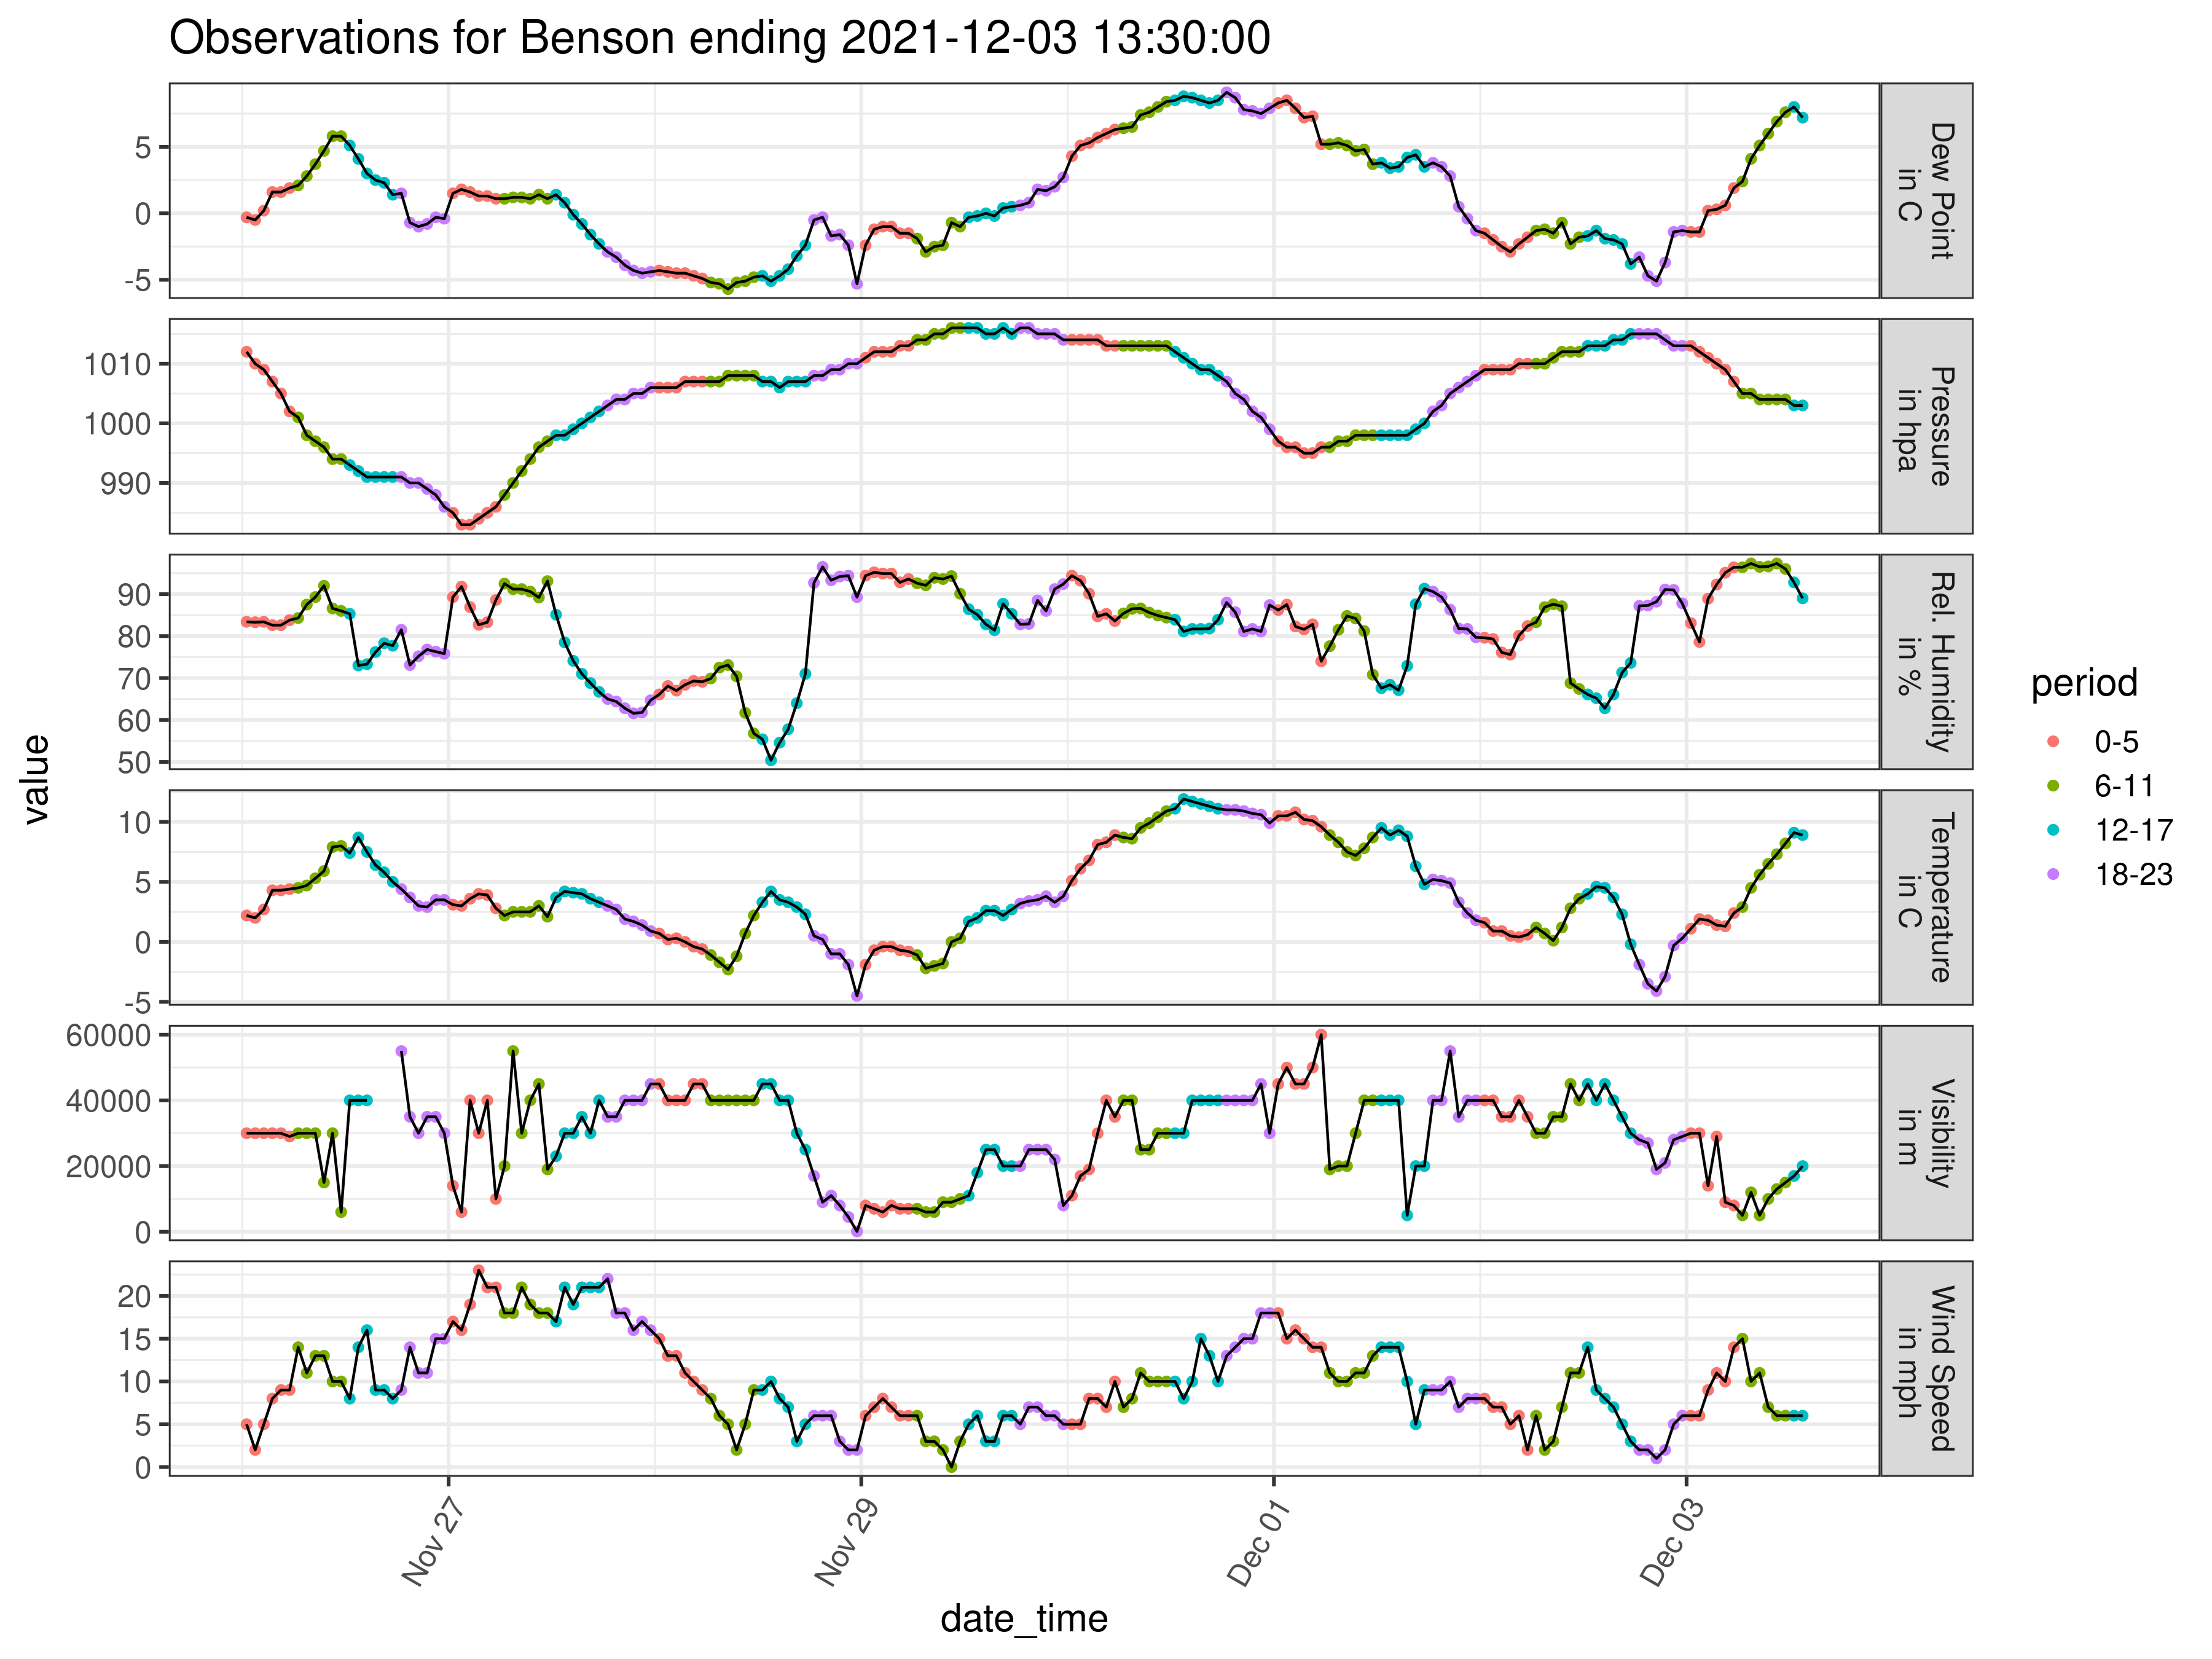 Observations for Benson ending 2021-12-03 13:30:00
value
5
0
-5
Dew Point
in C
1010
1000
990
Pressure
in hpa
90
80
70
60
50
Rel. Humidity
in %
10
5
0
-5
Temperature
in C
60000
40000
20000
0
Visibility
in m
20
15
10
5
0
Wind Speed
in mph
Nov 27
Nov 29
Dec 01
Dec 03
date_time
period
0-5
6-11
12-17
18-23